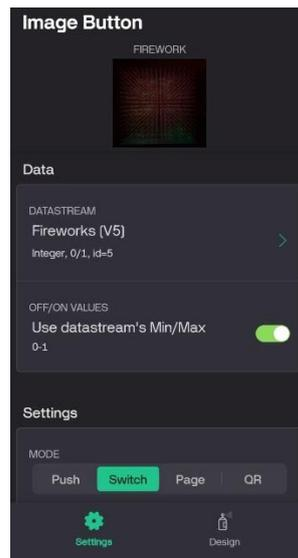 Image Button
FIREWORK
Data
DATASTREAM
Fireworks (V5)
Integer, 0/1, id=5
OFF/ON VALUES
Use datastream's Min/Max
0-1
Settings
MODE
Push Switch Page QR
Settings Design